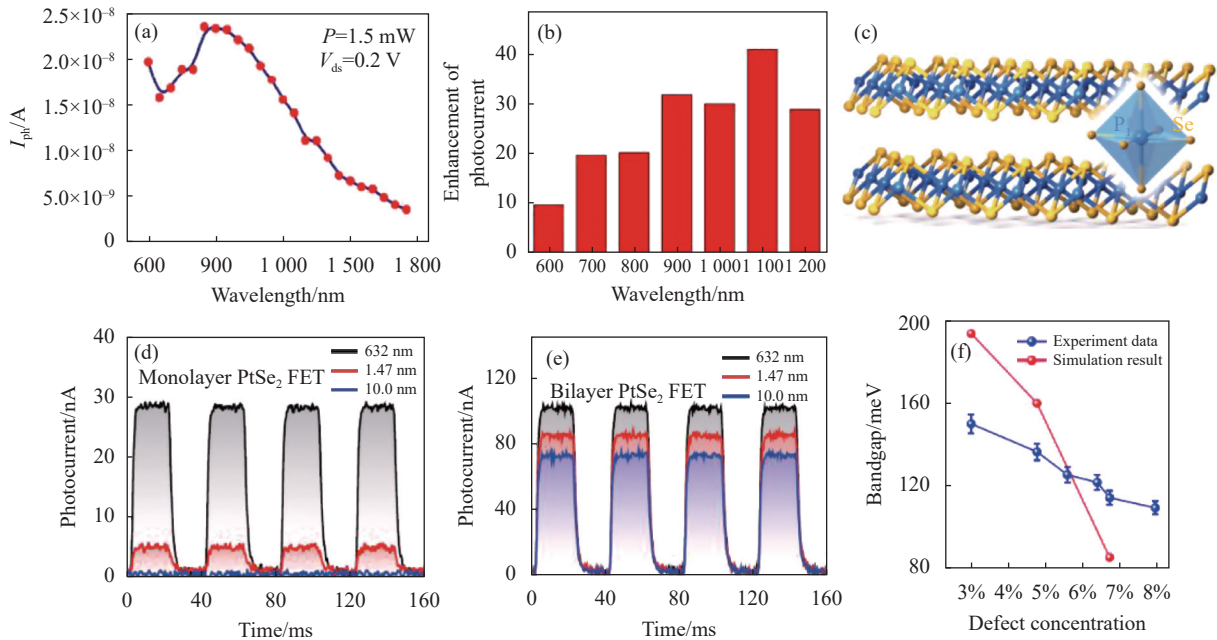 (a)
P=1.5 mW
Vds=0.2 V
2.5×10⁻⁸
2.0×10⁻⁸
1.5×10⁻⁸
1.0×10⁻⁸
5.0×10⁻⁹
0
Iph/A
600 900 1 000 1 500 1 800
Wavelength/nm
(b)
40
30
20
10
0
Enhancement of
photocurrent
600 700 800 900 1 000 1 100 1 200
Wavelength/nm
(c)
Se
(d)
632 nm
1.47 nm
10.0 nm
Monolayer PtSe₂ FET
40
30
20
10
0
Photocurrent/nA
0 40 80 120 160
Time/ms
(e)
632 nm
1.47 nm
10.0 nm
Bilayer PtSe₂ FET
120
80
40
0
Photocurrent/nA
0 40 80 120 160
Time/ms
(f)
Experiment data
Simulation result
200
160
120
80
Bandgap/meV
3% 4% 5% 6% 7% 8%
Defect concentration